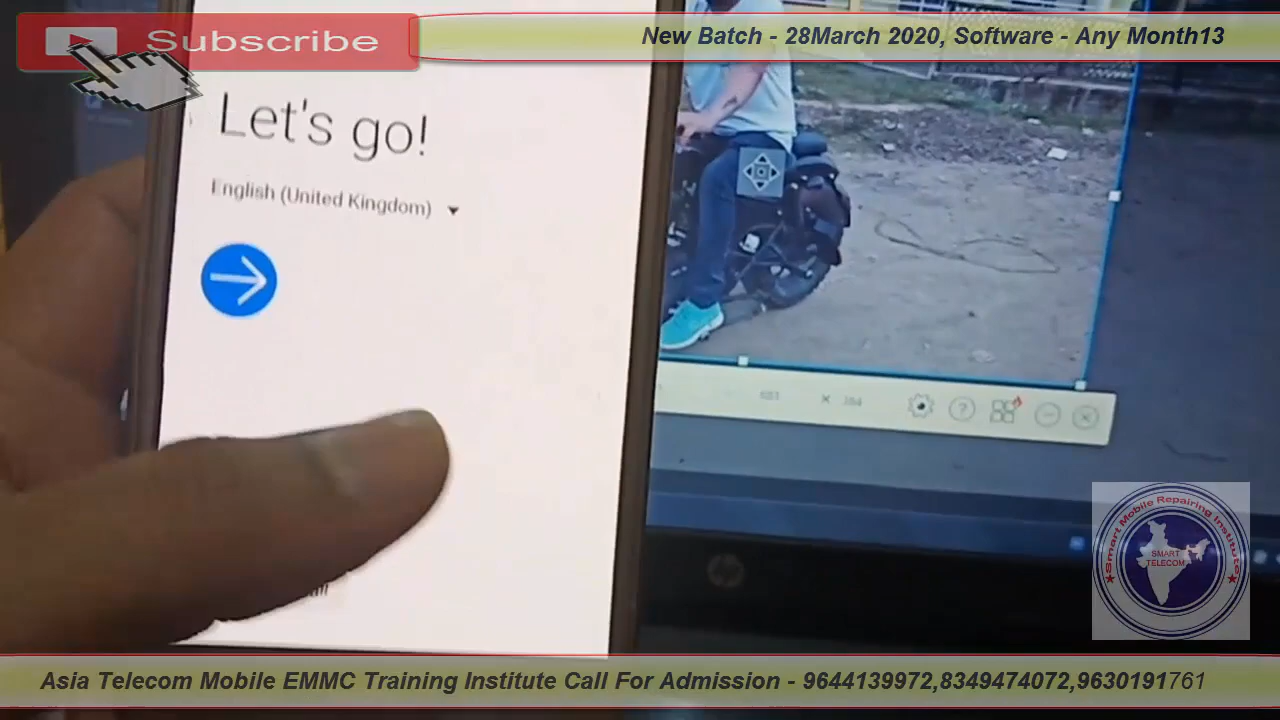 Subscribe
New Batch - 28March 2020, Software - Any Month13
Let's go!
English (United Kingdom)
Smart Mobile Repairing Institute
SMART
TELECOM
Asia Telecom Mobile EMMC Training Institute Call For Admission - 9644139972,8349474072,9630191761